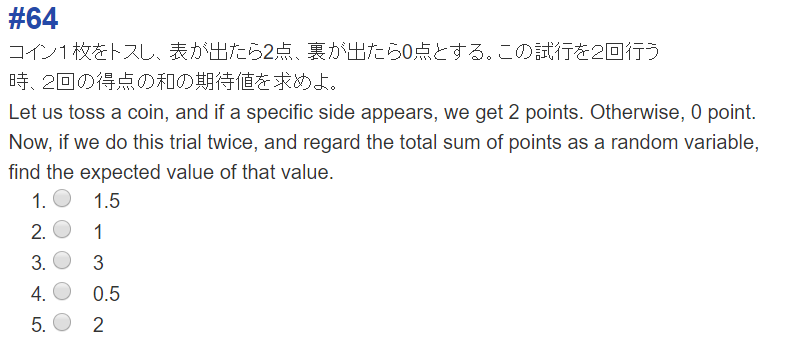 #64
コイン１枚をトスし、表が出たら2点、裏が出たら0点とする。この試行を２回行う
時、２回の得点の和の期待値を求めよ。
Let us toss a coin, and if a specific side appears, we get 2 points. Otherwise, 0 point.
Now, if we do this trial twice, and regard the total sum of points as a random variable,
find the expected value of that value.
1. 1.5
2. 1
3. 3
4. 0.5
5. 2